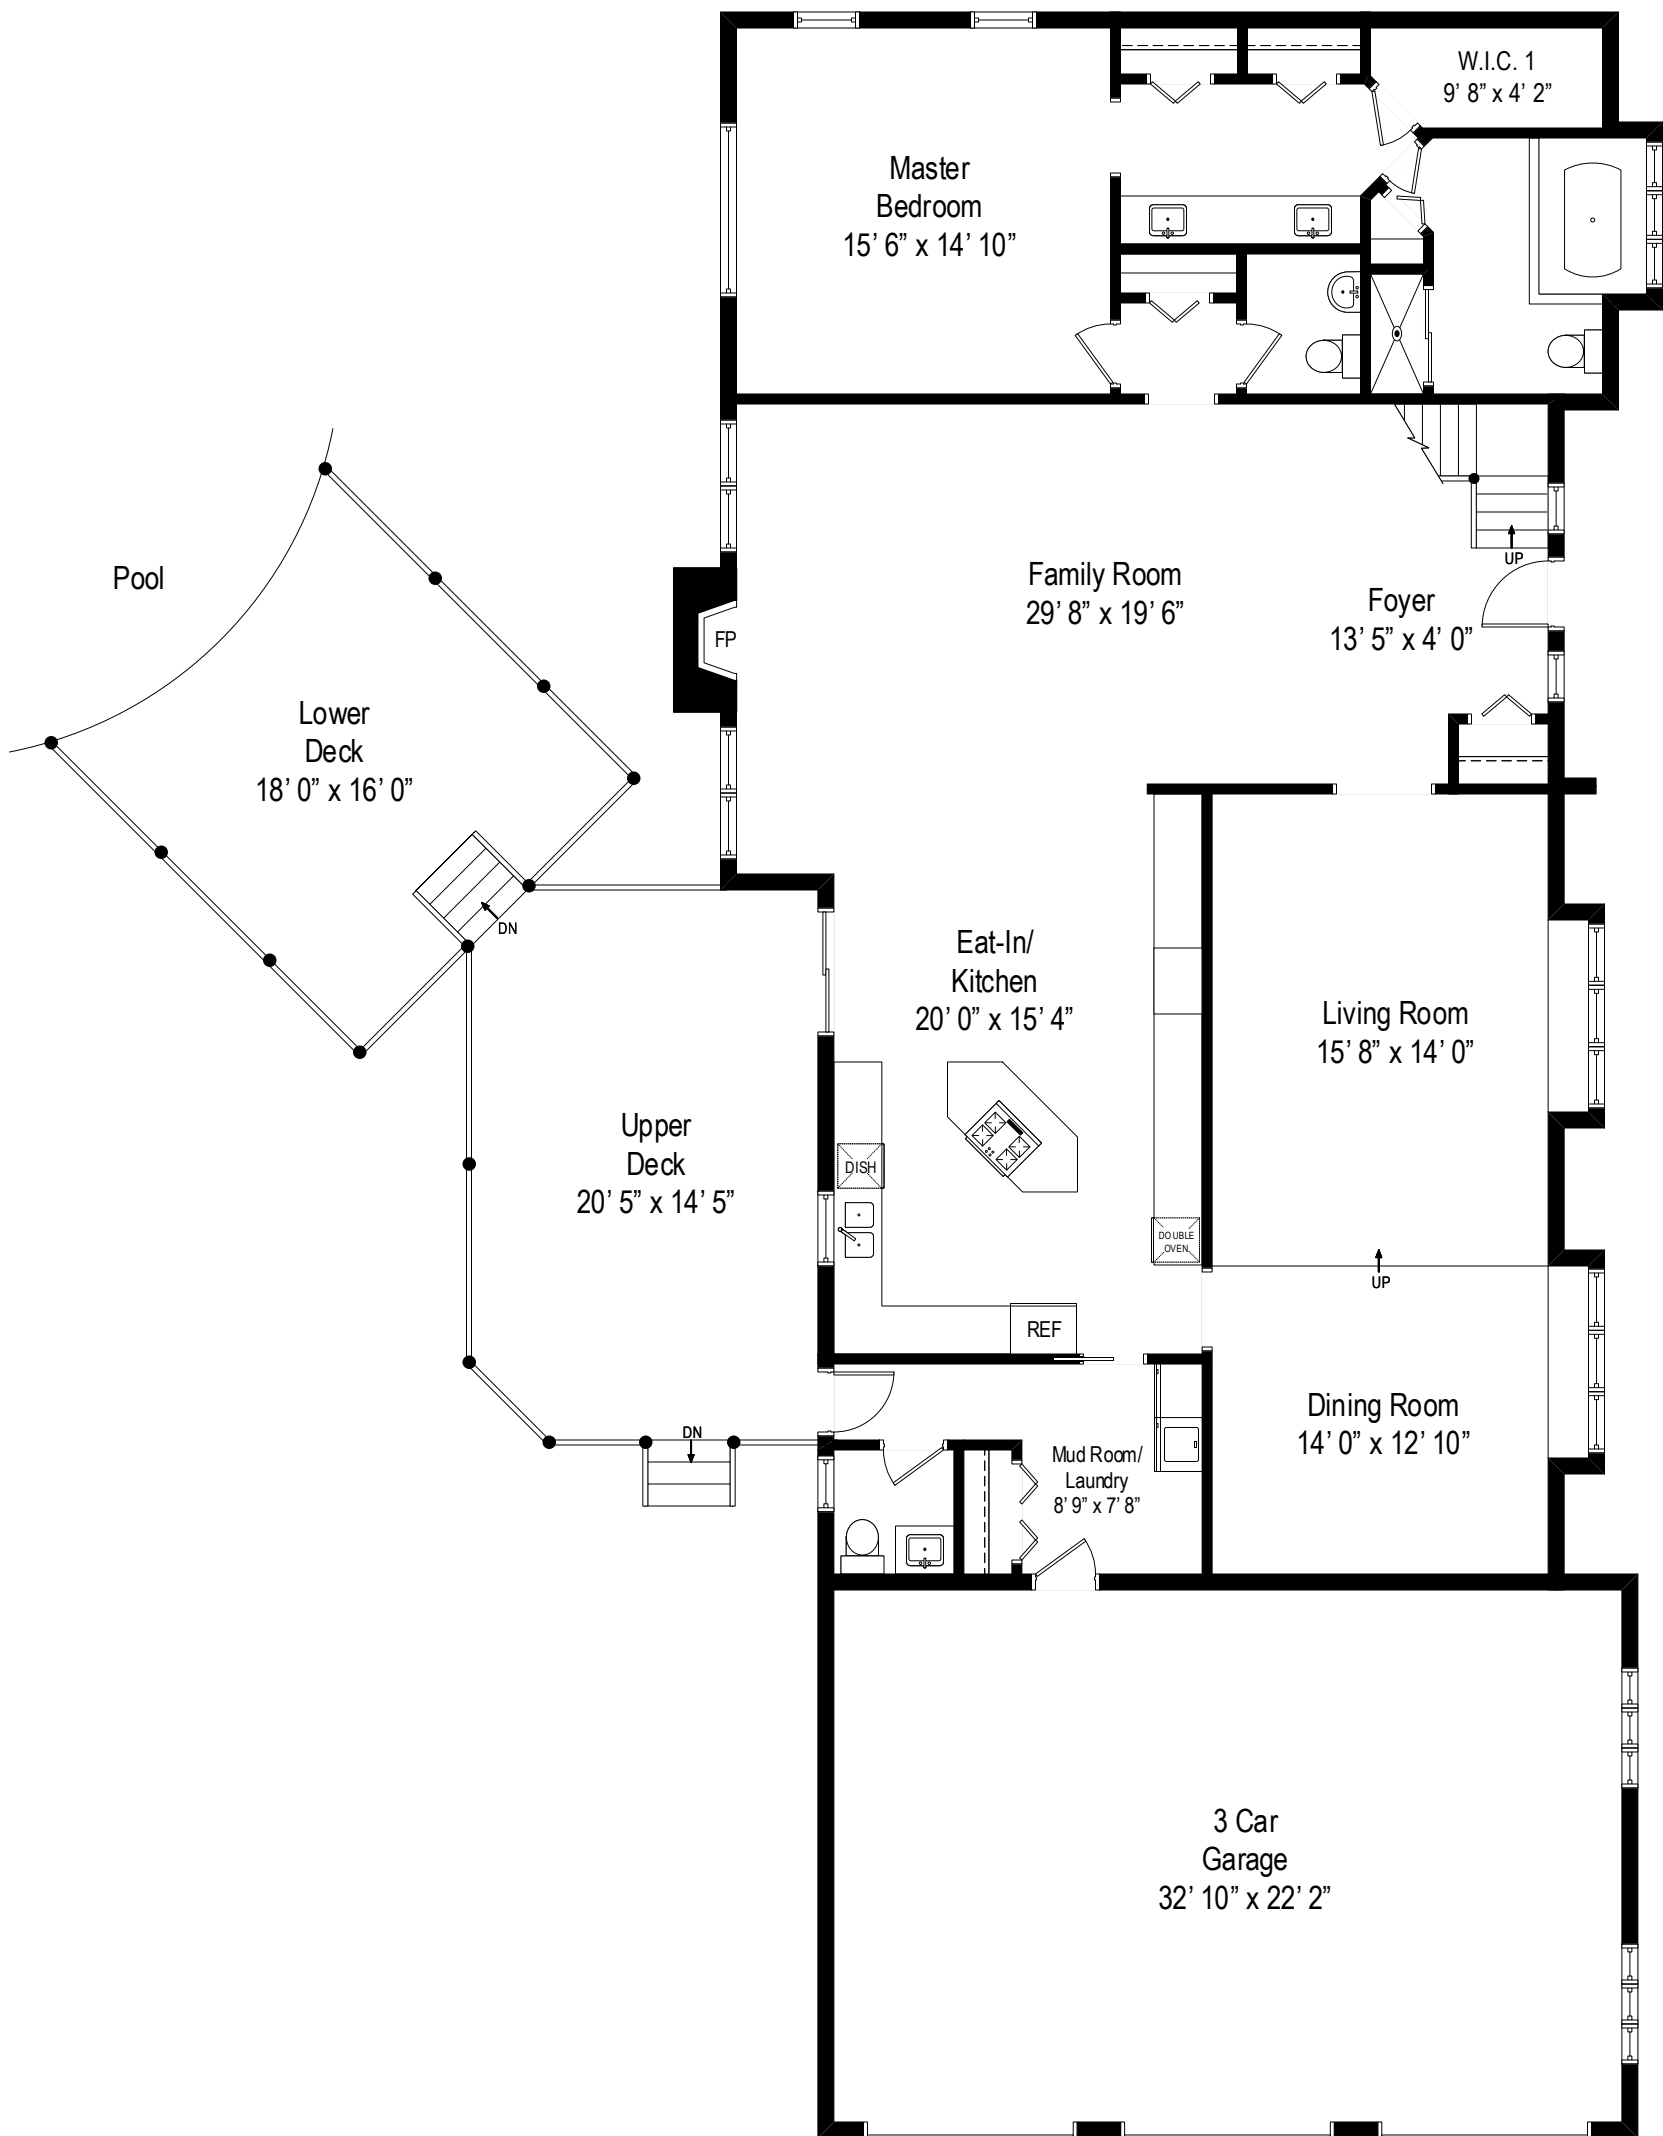 W.I.C. 1
9’ 8” x 4’ 2”
Master
Bedroom
15’ 6” x 14’ 10”
UP
Pool
Family Room
29’ 8” x 19’ 6”
Foyer
13’ 5” x 4’ 0”
FP
Lower
Deck
18’ 0” x 16’ 0”
DN
Eat-In/
Kitchen
20’ 0” x 15’ 4”
Living Room
15’ 8” x 14’ 0”
Upper
Deck
20’ 5” x 14’ 5”
DISH
DOUBLE
OVEN
UP
REF
Dining Room
14’ 0” x 12’ 10”
DN
Mud Room/
Laundry
8’ 9” x 7’ 8”
3 Car
Garage
32’ 10” x 22’ 2”